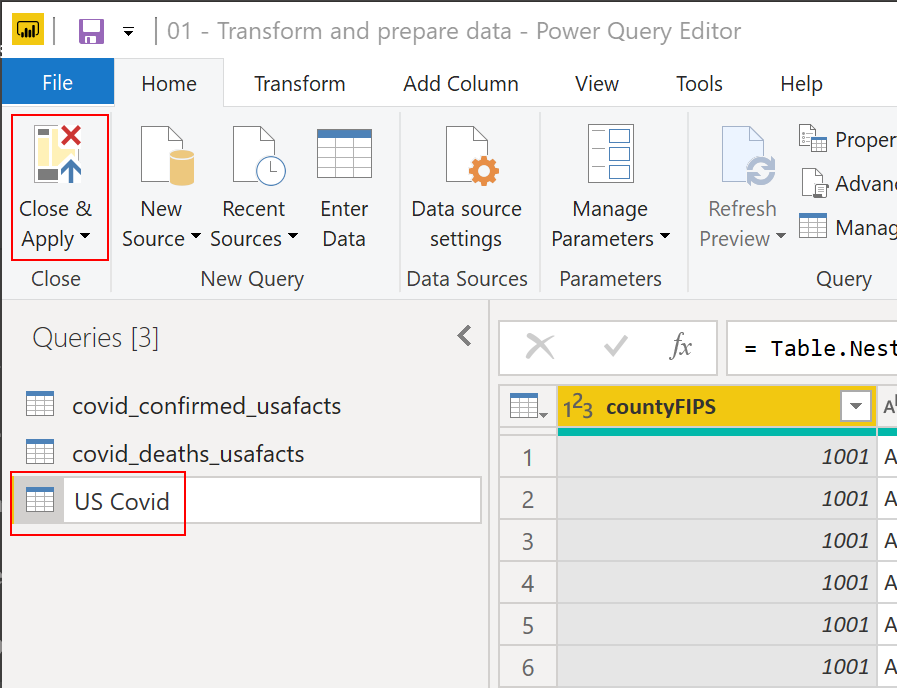 01 - Transform and prepare data - Power Query Editor
File Home Transform Add Column View Tools Help
Close & Apply
New Source
Recent Sources
Enter Data
Data source settings
Manage Parameters
Refresh Preview
Proper
Advanc
Manag
Close New Query Data Sources Parameters Query
Queries [3]
fx = Table.Nest
covid_confirmed_usafacts
covid_deaths_usafacts
US Covid
123 countyFIPS
1 1001 A
2 1001 A
3 1001 A
4 1001 A
5 1001 A
6 1001 A